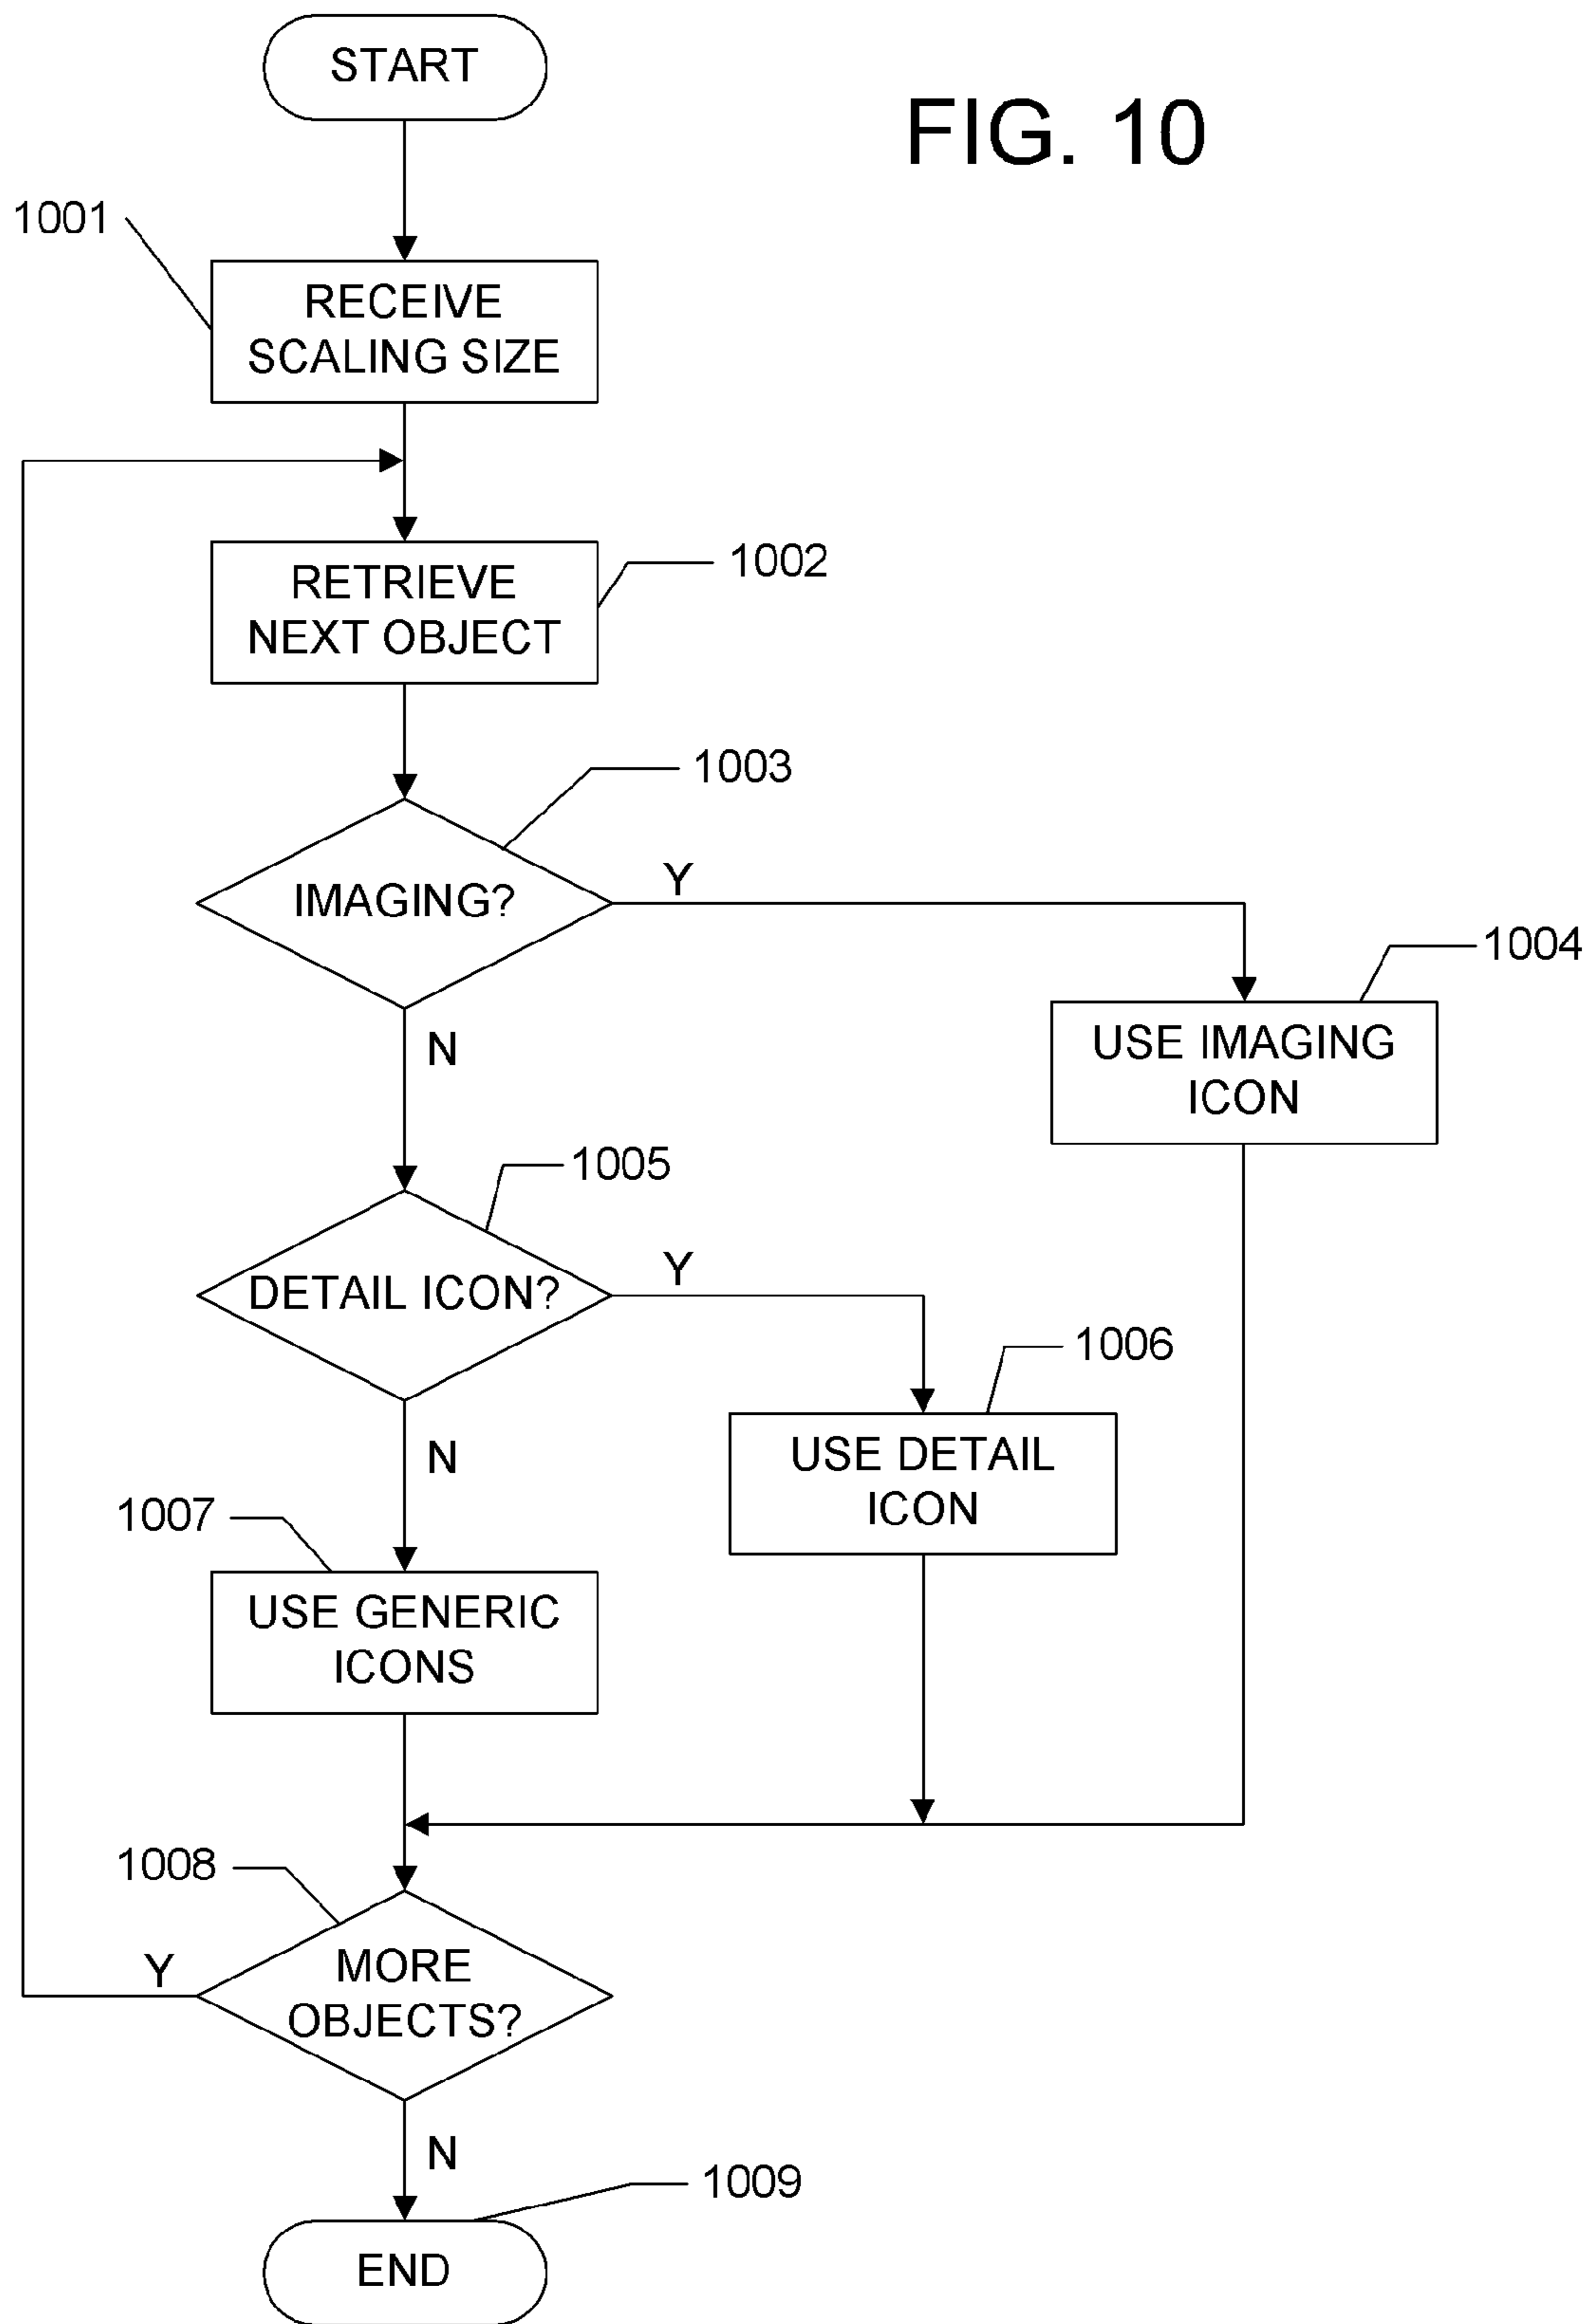 START
FIG. 10
1001
RECEIVE
SCALING SIZE
RETRIEVE
NEXT OBJECT
1002
1003
IMAGING?
Y
N
1004
USE IMAGING
ICON
1005
DETAIL ICON?
Y
N
1006
USE DETAIL
ICON
1007
USE GENERIC
ICONS
1008
MORE
OBJECTS?
Y
N
1009
END